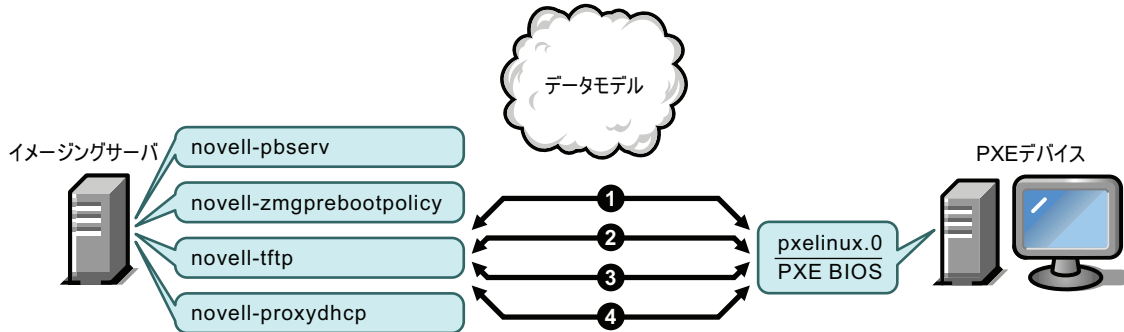 データモデル
イメージングサーバ
novell-pbserv
novell-zmgprebootpolicy
novell-tftp
novell-proxydhcp
1
2
3
4
pxelinux.0
PXE BIOS
PXEデバイス